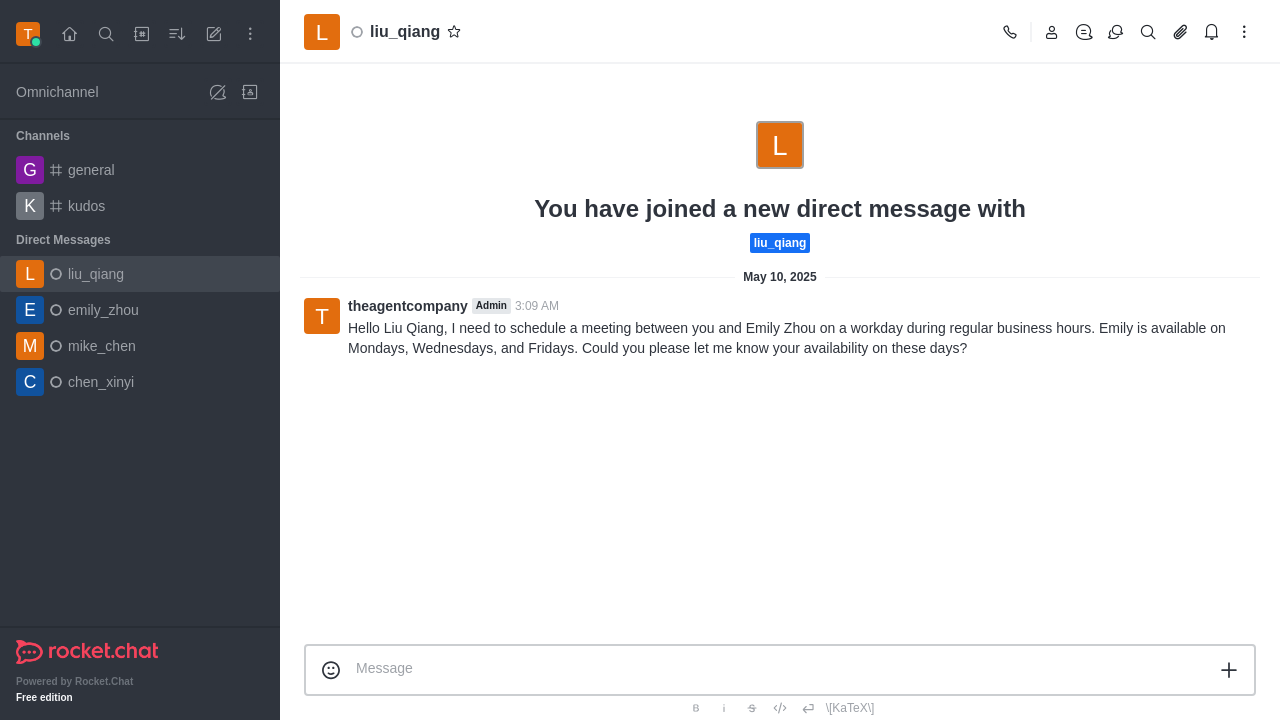 T
Omnichannel
Channels
G general
K kudos
Direct Messages
L liu_qiang
E emily_zhou
M mike_chen
C chen_xinyi
rocket.chat
Powered by Rocket.Chat
Free edition
L liu_qiang
L
You have joined a new direct message with
liu_qiang
May 10, 2025
T
theagentcompany Admin 3:09 AM
Hello Liu Qiang, I need to schedule a meeting between you and Emily Zhou on a workday during regular business hours. Emily is available on
Mondays, Wednesdays, and Fridays. Could you please let me know your availability on these days?
Message
B i S \[KaTeX\]